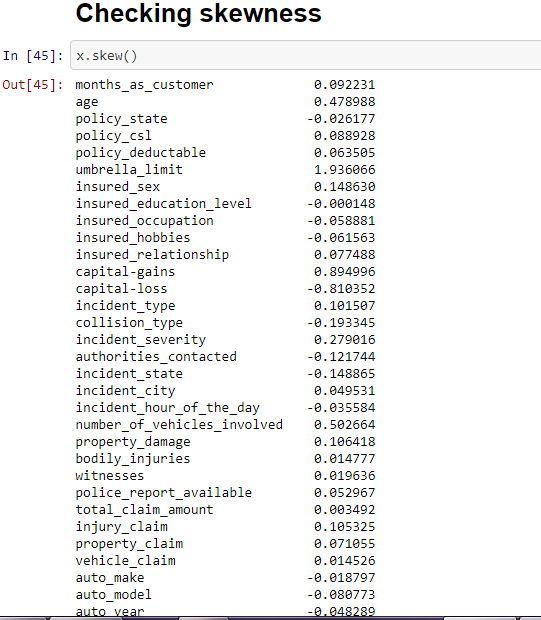 Checking skewness
In [45]: x.skew()
Out[45]: months_as_customer 0.092231
age 0.478988
policy_state -0.026177
policy_csl 0.088928
policy_deductable 0.063505
umbrella_limit 1.936066
insured_sex 0.148630
insured_education_level -0.000148
insured_occupation -0.058881
insured_hobbies -0.061563
insured_relationship 0.077488
capital-gains 0.894996
capital-loss -0.810352
incident_type 0.101507
collision_type -0.193345
incident_severity 0.279016
authorities_contacted -0.121744
incident_state -0.148865
incident_city 0.049531
incident_hour_of_the_day -0.035584
number_of_vehicles_involved 0.502664
property_damage 0.106418
bodily_injuries 0.014777
witnesses 0.019636
police_report_available 0.052967
total_claim_amount 0.003492
injury_claim 0.105325
property_claim 0.071055
vehicle_claim 0.014526
auto_make -0.018797
auto_model -0.080773
auto_year -0.048289